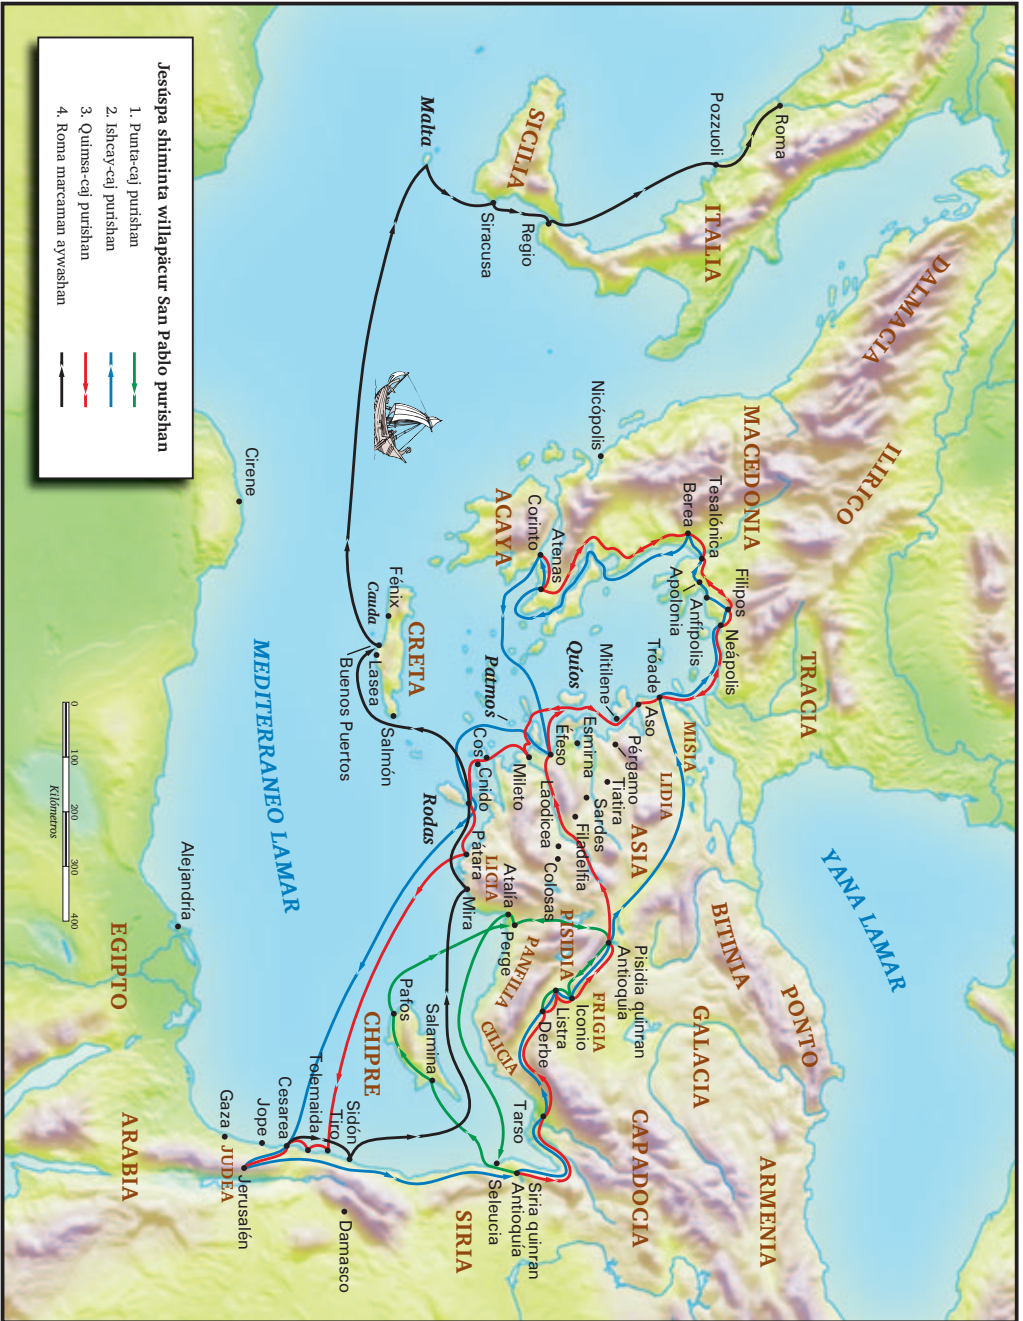 Jesúspa shiminta willapäcur San Pablo purishan
1. Punta-caj purishan
2. Ishcay-caj purishan
3. Quimsa-caj purishan
4. Roma marcaman aywashan
Roma
Pozzuoli
ITALIA
SICILIA
Malta
Siracusa
Regio
DALMACIA
ILIRICO
MACEDONIA
TRACIA
Nicópolis
ACAYA
Corinto
Atenas
Berea
Tesalónica
Apolonia
Anfípolis
Filipos
Neápolis
Tróade
Aso
Mitilene
Quíos
Patmos
MISIA
LIDIA
ASIA
Pérgamo
Tiatira
Esmirna
Sardes
Filadelfia
Éfeso
Laodicea
Colosas
Mileto
Cos
Cnido
Rodas
Pátara
LICIA
Mira
Atalía
Perge
PANFILIA
PISIDIA
Pisidia quinran
Antioquia
FRIGIA
Iconio
Listra
Derbe
CILICIA
Tarso
BITINIA
PONTO
GALACIA
CAPADOCIA
ARMENIA
YANA LAMAR
Cirene
Fénix
Cauda
CRETA
Lasea
Buenos Puertos
Salmón
MEDITERRANEO LAMAR
0 100 200 300 400
Kilómetros
Alejandría
EGIPTO
CHIPRE
Pafos
Salamina
Siria quinran
Antioquía
Seleucia
SIRIA
Sidón
Tiro
Tolemaida
Cesarea
Jope
Gaza
JUDEA
Jerusalén
Damasco
ARABIA